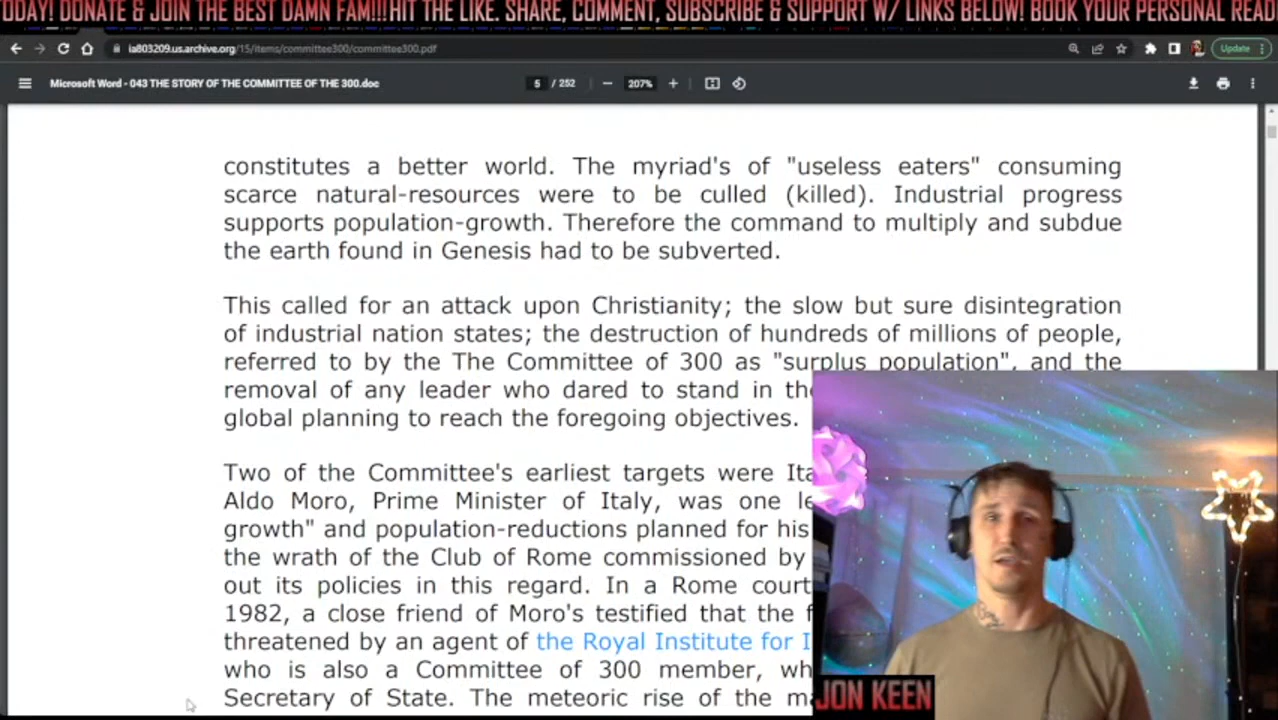 TODAY! DONATE & JOIN THE BEST DAMN FAM!!! HIT THE LIKE. SHARE, COMMENT, SUBSCRIBE & SUPPORT W/ LINKS BELOW! BOOK YOUR PERSONAL READ
ia803209.us.archive.org/15/items/committee300/committee300.pdf
Update
Microsoft Word - 043 THE STORY OF THE COMMITTEE OF THE 300.doc
5 / 252
207%
constitutes a better world. The myriad's of "useless eaters" consuming
scarce natural-resources were to be culled (killed). Industrial progress
supports population-growth. Therefore the command to multiply and subdue
the earth found in Genesis had to be subverted.
This called for an attack upon Christianity; the slow but sure disintegration
of industrial nation states; the destruction of hundreds of millions of people,
referred to by the The Committee of 300 as "surplus population", and the
removal of any leader who dared to stand in the
global planning to reach the foregoing objectives.
Two of the Committee's earliest targets were Ita
Aldo Moro, Prime Minister of Italy, was one le
growth" and population-reductions planned for his
the wrath of the Club of Rome commissioned by
out its policies in this regard. In a Rome court
1982, a close friend of Moro's testified that the f
threatened by an agent of the Royal Institute for I
who is also a Committee of 300 member, wh
Secretary of State. The meteoric rise of the ma
JON KEEN